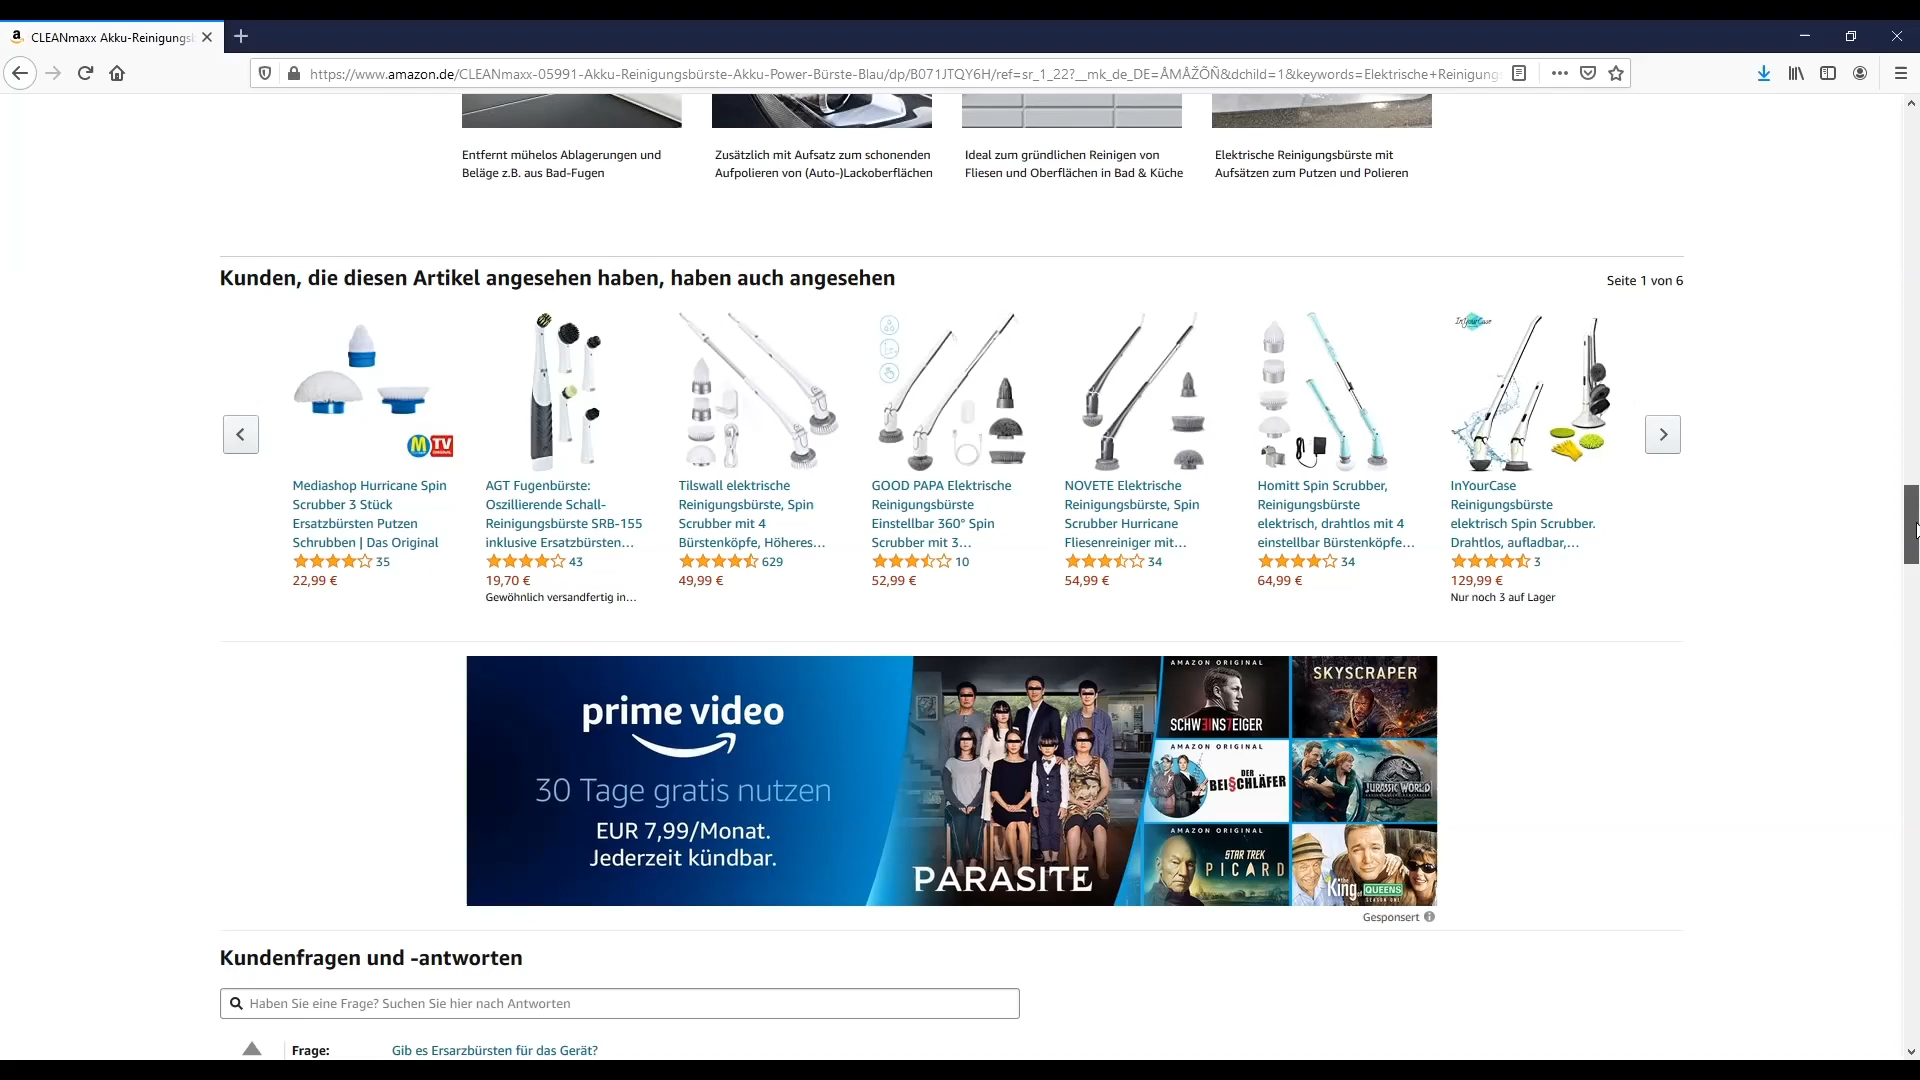 CLEANmaxx Akku-Reinigungsb
https://www.amazon.de/CLEANmaxx-05991-Akku-Reinigungsbürste-Akku-Power-Bürste-Blau/dp/B071JTQY6H/ref=sr_1_22?__mk_de_DE=ÅMÅŽÕÑ&dchild=1&keywords=Elektrische+Reinigungs
Entfernt mühelos Ablagerungen und
Beläge z.B. aus Bad-Fugen
Zusätzlich mit Aufsatz zum schonenden
Aufpolieren von (Auto-)Lackoberflächen
Ideal zum gründlichen Reinigen von
Fliesen und Oberflächen in Bad & Küche
Elektrische Reinigungsbürste mit
Aufsätzen zum Putzen und Polieren
Kunden, die diesen Artikel angesehen haben, haben auch angesehen
Seite 1 von 6
M TV
InYourCase
Mediashop Hurricane Spin
Scrubber 3 Stück
Ersatzbürsten Putzen
Schrubben | Das Original
35
22,99 €
AGT Fugenbürste:
Oszillierende Schall-
Reinigungsbürste SRB-155
inklusive Ersatzbürsten...
43
19,70 €
Gewöhnlich versandfertig in...
Tilswall elektrische
Reinigungsbürste, Spin
Scrubber mit 4
Bürstenköpfe, Höheres...
629
49,99 €
GOOD PAPA Elektrische
Reinigungsbürste
Einstellbar 360° Spin
Scrubber mit 3...
10
52,99 €
NOVETE Elektrische
Reinigungsbürste, Spin
Scrubber Hurricane
Fliesenreiniger mit...
34
54,99 €
Homitt Spin Scrubber,
Reinigungsbürste
elektrisch, drahtlos mit 4
einstellbar Bürstenköpfe...
34
64,99 €
InYourCase
Reinigungsbürste
elektrisch Spin Scrubber.
Drahtlos, aufladbar,...
3
129,99 €
Nur noch 3 auf Lager
prime video
30 Tage gratis nutzen
EUR 7,99/Monat.
Jederzeit kündbar.
PARASITE
AMAZON ORIGINAL
SCHW31NS7EIGER
SKYSCRAPER
AMAZON ORIGINAL
DER
BEI§CHLÄFER
JURASSIC WORLD
AMAZON ORIGINAL
STAR TREK
PICARD
the
King of QUEENS
SEASON ONE
Gesponsert
Kundenfragen und -antworten
Haben Sie eine Frage? Suchen Sie hier nach Antworten
Frage:
Gib es Ersarzbürsten für das Gerät?